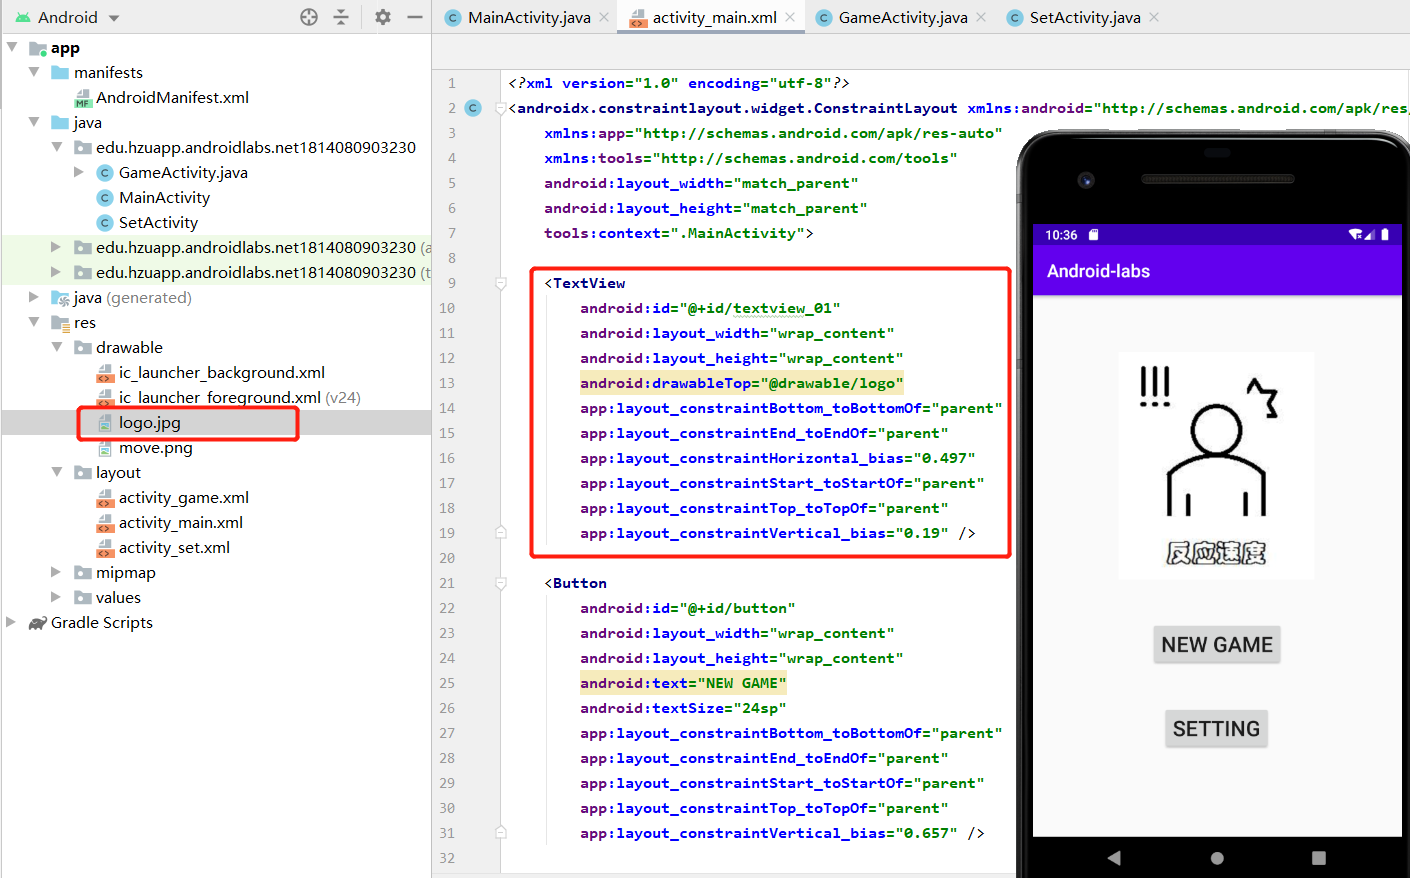 Android
app
manifests
AndroidManifest.xml
java
edu.hzuapp.androidlabs.net1814080903230
GameActivity.java
MainActivity
SetActivity
edu.hzuapp.androidlabs.net1814080903230 (a
edu.hzuapp.androidlabs.net1814080903230 (t
java (generated)
res
drawable
ic_launcher_background.xml
ic_launcher_foreground.xml (v24)
logo.jpg
move.png
layout
activity_game.xml
activity_main.xml
activity_set.xml
mipmap
values
Gradle Scripts
MainActivity.java
activity_main.xml
GameActivity.java
SetActivity.java
1 <?xml version="1.0" encoding="utf-8"?>
2 <androidx.constraintlayout.widget.ConstraintLayout xmlns:android="http://schemas.android.com/apk/res/
3 xmlns:app="http://schemas.android.com/apk/res-auto"
4 xmlns:tools="http://schemas.android.com/tools"
5 android:layout_width="match_parent"
6 android:layout_height="match_parent"
7 tools:context=".MainActivity">
8
9 <TextView
10 android:id="@+id/textview_01"
11 android:layout_width="wrap_content"
12 android:layout_height="wrap_content"
13 android:drawableTop="@drawable/logo"
14 app:layout_constraintBottom_toBottomOf="parent"
15 app:layout_constraintEnd_toEndOf="parent"
16 app:layout_constraintHorizontal_bias="0.497"
17 app:layout_constraintStart_toStartOf="parent"
18 app:layout_constraintTop_toTopOf="parent"
19 app:layout_constraintVertical_bias="0.19" />
20
21 <Button
22 android:id="@+id/button"
23 android:layout_width="wrap_content"
24 android:layout_height="wrap_content"
25 android:text="NEW GAME"
26 android:textSize="24sp"
27 app:layout_constraintBottom_toBottomOf="parent"
28 app:layout_constraintEnd_toEndOf="parent"
29 app:layout_constraintStart_toStartOf="parent"
30 app:layout_constraintTop_toTopOf="parent"
31 app:layout_constraintVertical_bias="0.657" />
32
10:36
Android-labs
!!!
反应速度
NEW GAME
SETTING